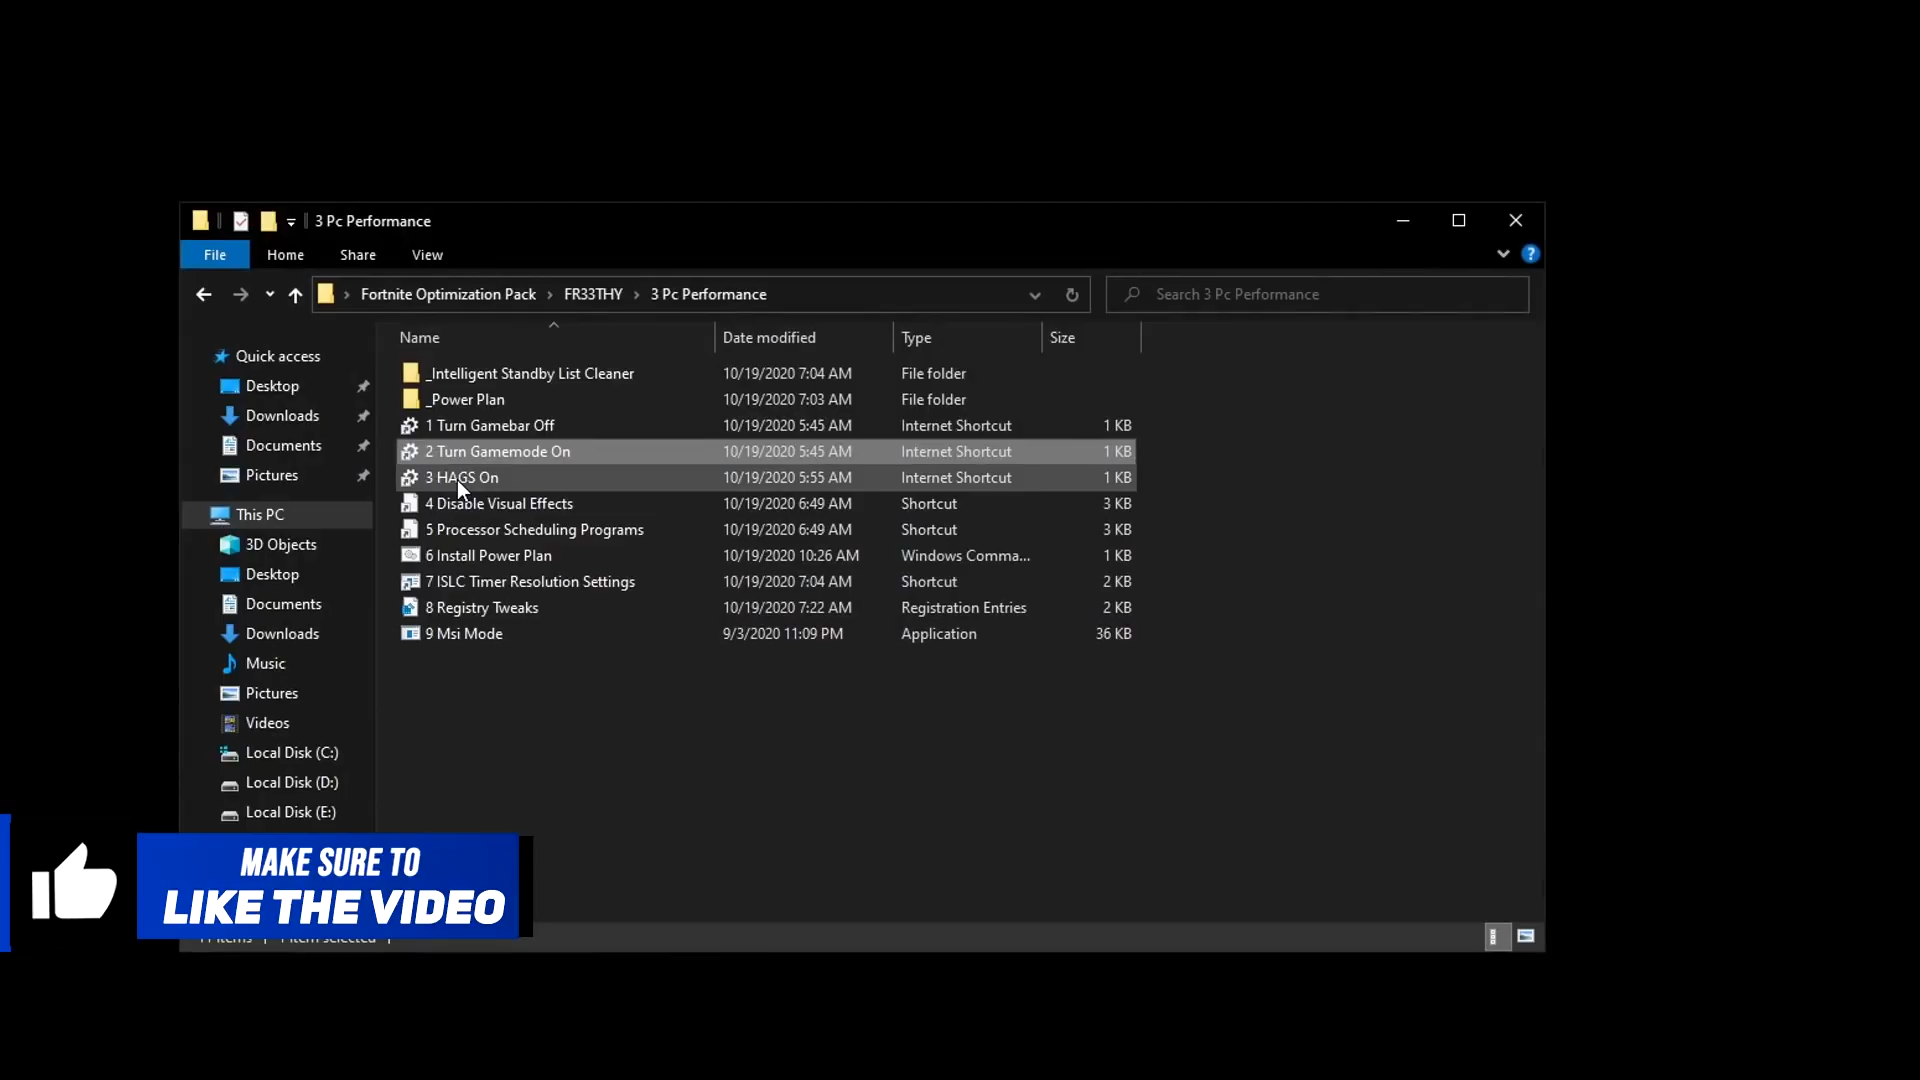 3 Pc Performance
File Home Share View
Fortnite Optimization Pack FR33THY 3 Pc Performance Search 3 Pc Performance
Name Date modified Type Size
Quick access
Desktop
Downloads
Documents
Pictures
This PC
3D Objects
Desktop
Documents
Downloads
Music
Pictures
Videos
Local Disk (C:)
Local Disk (D:)
Local Disk (E:)
_Intelligent Standby List Cleaner 10/19/2020 7:04 AM File folder
_Power Plan 10/19/2020 7:03 AM File folder
1 Turn Gamebar Off 10/19/2020 5:45 AM Internet Shortcut 1 KB
2 Turn Gamemode On 10/19/2020 5:45 AM Internet Shortcut 1 KB
3 HAGS On 10/19/2020 5:55 AM Internet Shortcut 1 KB
4 Disable Visual Effects 10/19/2020 6:49 AM Shortcut 3 KB
5 Processor Scheduling Programs 10/19/2020 6:49 AM Shortcut 3 KB
6 Install Power Plan 10/19/2020 10:26 AM Windows Comma... 1 KB
7 ISLC Timer Resolution Settings 10/19/2020 7:04 AM Shortcut 2 KB
8 Registry Tweaks 10/19/2020 7:22 AM Registration Entries 2 KB
9 Msi Mode 9/3/2020 11:09 PM Application 36 KB
MAKE SURE TO
LIKE THE VIDEO